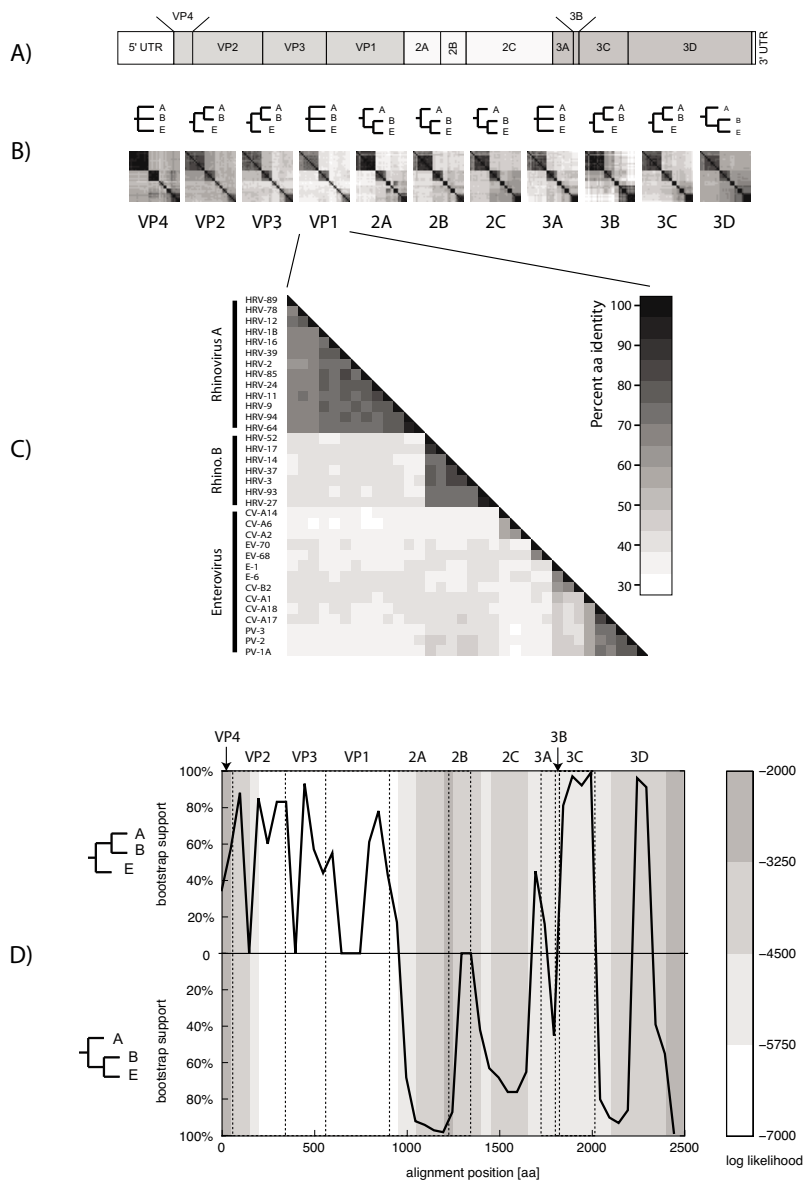 A)
VP4
3B
5' UTR VP2 VP3 VP1 2A 2B 2C 3A 3C 3D 3' UTR
B)
A A A A A A A A A A A
B B B B B B B B B B B
E E E E E E E E E E E
VP4 VP2 VP3 VP1 2A 2B 2C 3A 3B 3C 3D
C)
Rhinovirus A
HRV-89
HRV-78
HRV-12
HRV-1B
HRV-16
HRV-39
HRV-2
HRV-85
HRV-24
HRV-11
HRV-9
HRV-94
HRV-64
Rhino. B
HRV-52
HRV-17
HRV-14
HRV-37
HRV-3
HRV-93
HRV-27
Enterovirus
CV-A14
CV-A6
CV-A2
EV-70
EV-68
E-1
E-6
CV-B2
CV-A1
CV-A18
CV-A17
PV-3
PV-2
PV-1A
Percent aa identity
100
90
80
70
60
50
40
30
D)
VP4 3B
VP2 VP3 VP1 2A 2B 2C 3A 3C 3D
A
B
E
bootstrap support
100%
80%
60%
40%
20%
0
20%
40%
60%
80%
100%
A
B
E
bootstrap support
0 500 1000 1500 2000 2500
alignment position [aa]
−2000
−3250
−4500
−5750
−7000
log likelihood